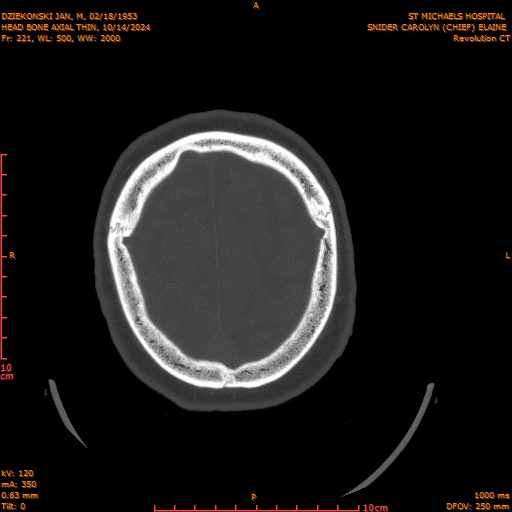 A
DZIEKONSKI JAN, M, 02/18/1953
HEAD BONE AXIAL THIN, 10/14/2024
Fr: 221, WL: 500, WW: 2000
ST MICHAELS HOSPITAL
SNIDER CAROLYN (CHIEF) ELAINE
Revolution CT
R
L
10
cm
kV: 120
mA: 350
0.63 mm
Tilt: 0
P
10cm
1000 ms
DFOV: 250 mm